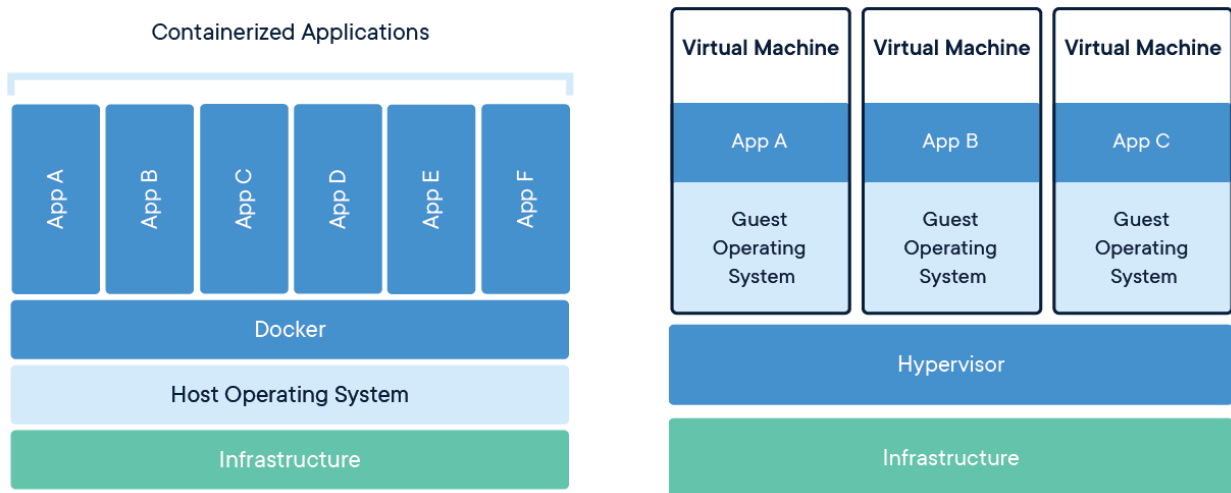 Containerized Applications
App A
App B
App C
App D
App E
App F
Docker
Host Operating System
Infrastructure
Virtual Machine
Virtual Machine
Virtual Machine
App A
App B
App C
Guest
Operating
System
Guest
Operating
System
Guest
Operating
System
Hypervisor
Infrastructure